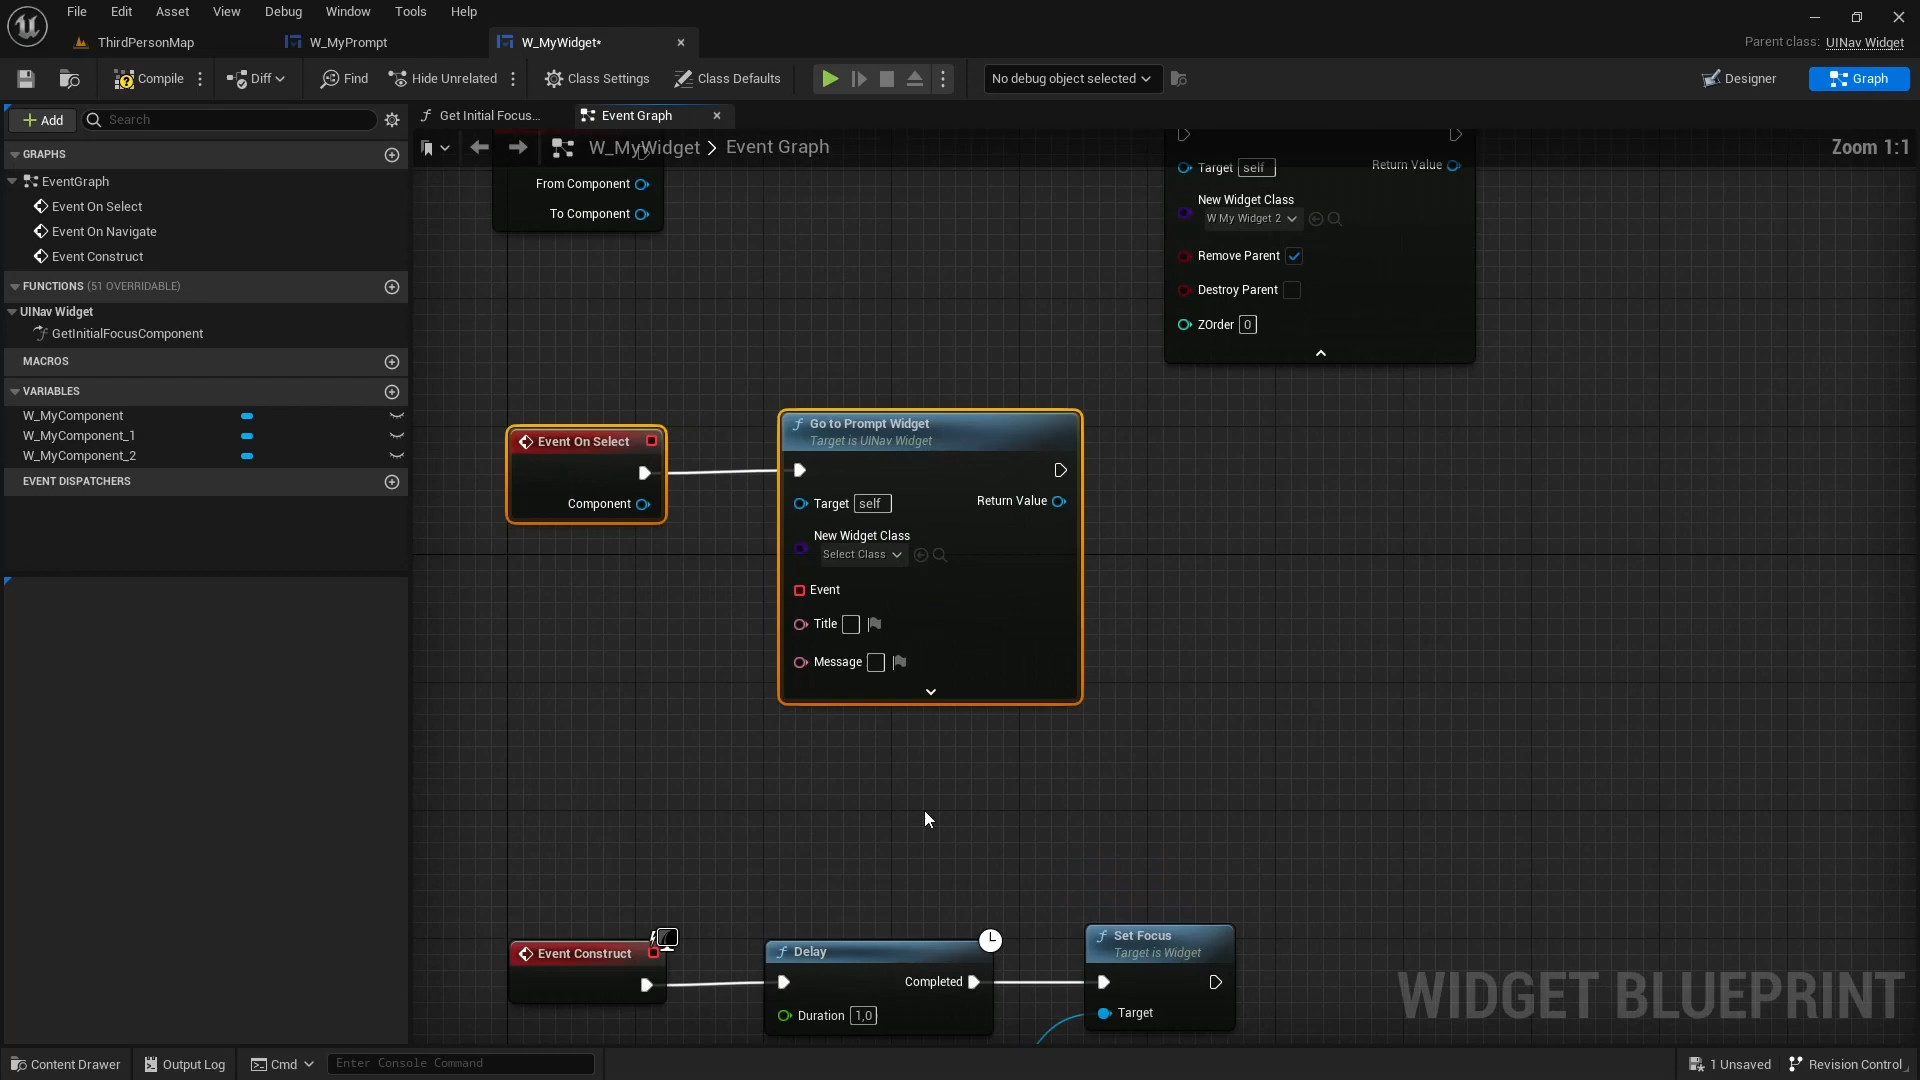 File Edit Asset View Debug Window Tools Help
ThirdPersonMap
W_MyPrompt
W_MyWidget*
Parent class: UINav Widget
Compile
Diff
Find
Hide Unrelated
Class Settings
Class Defaults
No debug object selected
Designer
Graph
Add
Search
Get Initial Focus...
Event Graph
W_MyWidget > Event Graph
Zoom 1:1
GRAPHS
EventGraph
Event On Select
Event On Navigate
Event Construct
FUNCTIONS (51 OVERRIDABLE)
UINav Widget
GetInitialFocusComponent
MACROS
VARIABLES
W_MyComponent
W_MyComponent_1
W_MyComponent_2
EVENT DISPATCHERS
From Component
To Component
Target self
Return Value
New Widget Class
W My Widget 2
Remove Parent
Destroy Parent
ZOrder 0
Event On Select
Component
Go to Prompt Widget
Target is UINav Widget
Target self
Return Value
New Widget Class
Select Class
Event
Title
Message
Event Construct
Delay
Completed
Duration 1,0
Set Focus
Target is Widget
Target
WIDGET BLUEPRINT
Content Drawer
Output Log
Cmd
Enter Console Command
1 Unsaved
Revision Control